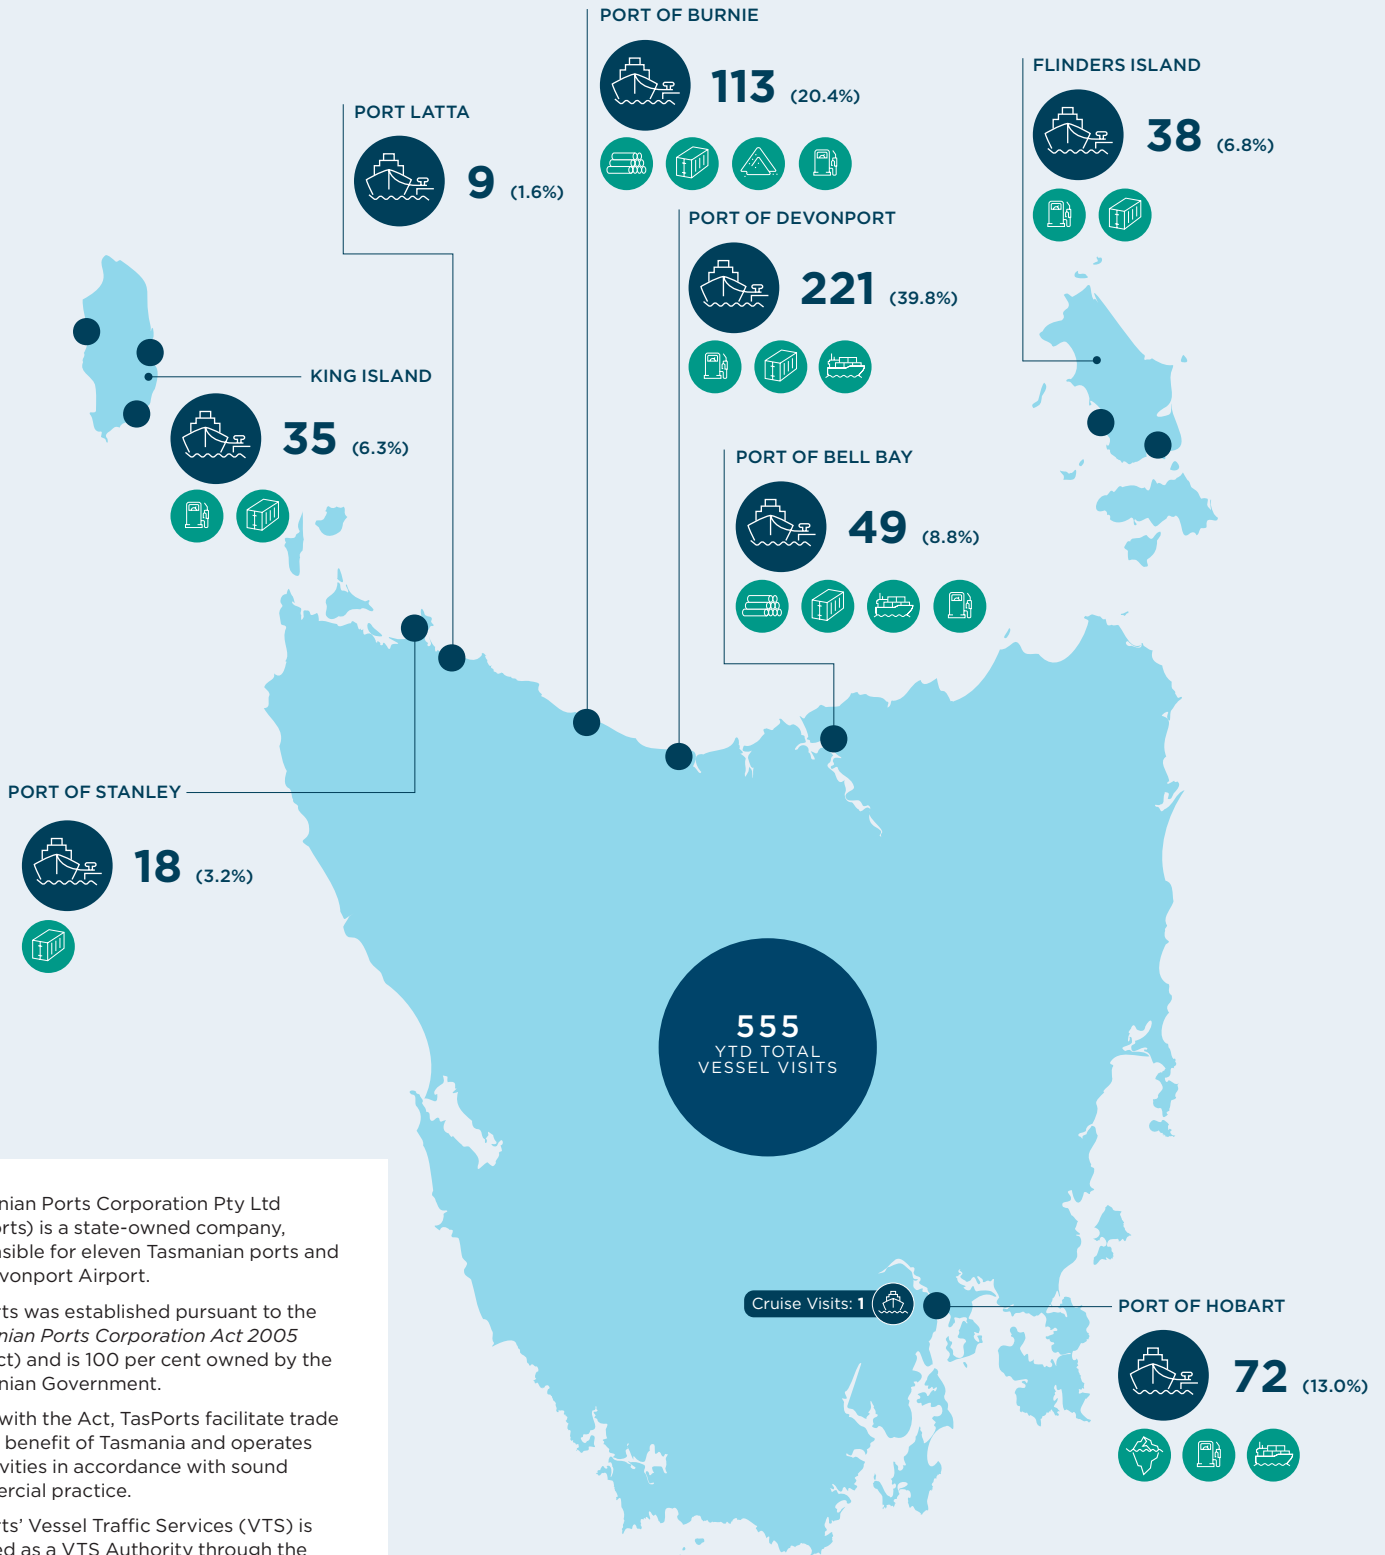 PORT OF BURNIE
113 (20.4%)
FLINDERS ISLAND
38 (6.8%)
PORT LATTA
9 (1.6%)
PORT OF DEVONPORT
221 (39.8%)
KING ISLAND
35 (6.3%)
PORT OF BELL BAY
49 (8.8%)
PORT OF STANLEY
18 (3.2%)
555
YTD TOTAL
VESSEL VISITS
Cruise Visits: 1
PORT OF HOBART
72 (13.0%)
nian Ports Corporation Pty Ltd
orts) is a state-owned company,
nsible for eleven Tasmanian ports and
vonport Airport.
rts was established pursuant to the
nian Ports Corporation Act 2005
ct) and is 100 per cent owned by the
nian Government.
with the Act, TasPorts facilitate trade
benefit of Tasmania and operates
vities in accordance with sound
ercial practice.
rts’ Vessel Traffic Services (VTS) is
ed as a VTS Authority through the